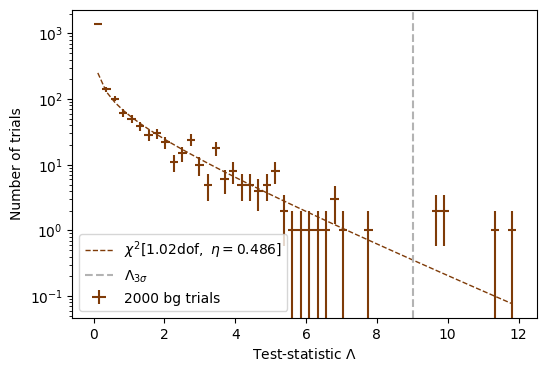 Number of trials
10³
10²
10¹
10⁰
10⁻¹
χ²[1.02dof, η = 0.486]
Λ3σ
2000 bg trials
0 2 4 6 8 10 12
Test-statistic Λ